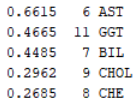 0.6615 6 AST
0.4665 11 GGT
0.4485 7 BIL
0.2962 9 CHOL
0.2685 8 CHE